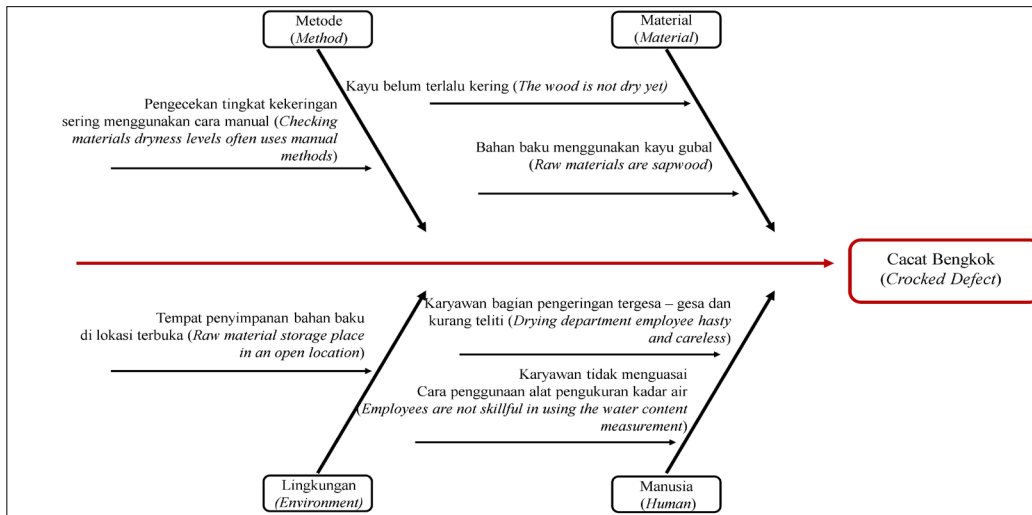 Metode
(Method)
Material
(Material)
Kayu belum terlalu kering (The wood is not dry yet)
Pengecekan tingkat kekeringan
sering menggunakan cara manual (Checking
materials dryness levels often uses manual
methods)
Bahan baku menggunakan kayu gubal
(Raw materials are sapwood)
Cacat Bengkok
(Crocked Defect)
Tempat penyimpanan bahan baku
di lokasi terbuka (Raw material storage place
in an open location)
Karyawan bagian pengeringan tergesa – gesa dan
kurang teliti (Drying department employee hasty
and careless)
Karyawan tidak menguasai
Cara penggunaan alat pengukuran kadar air
(Employees are not skillful in using the water content
measurement)
Lingkungan
(Environment)
Manusia
(Human)